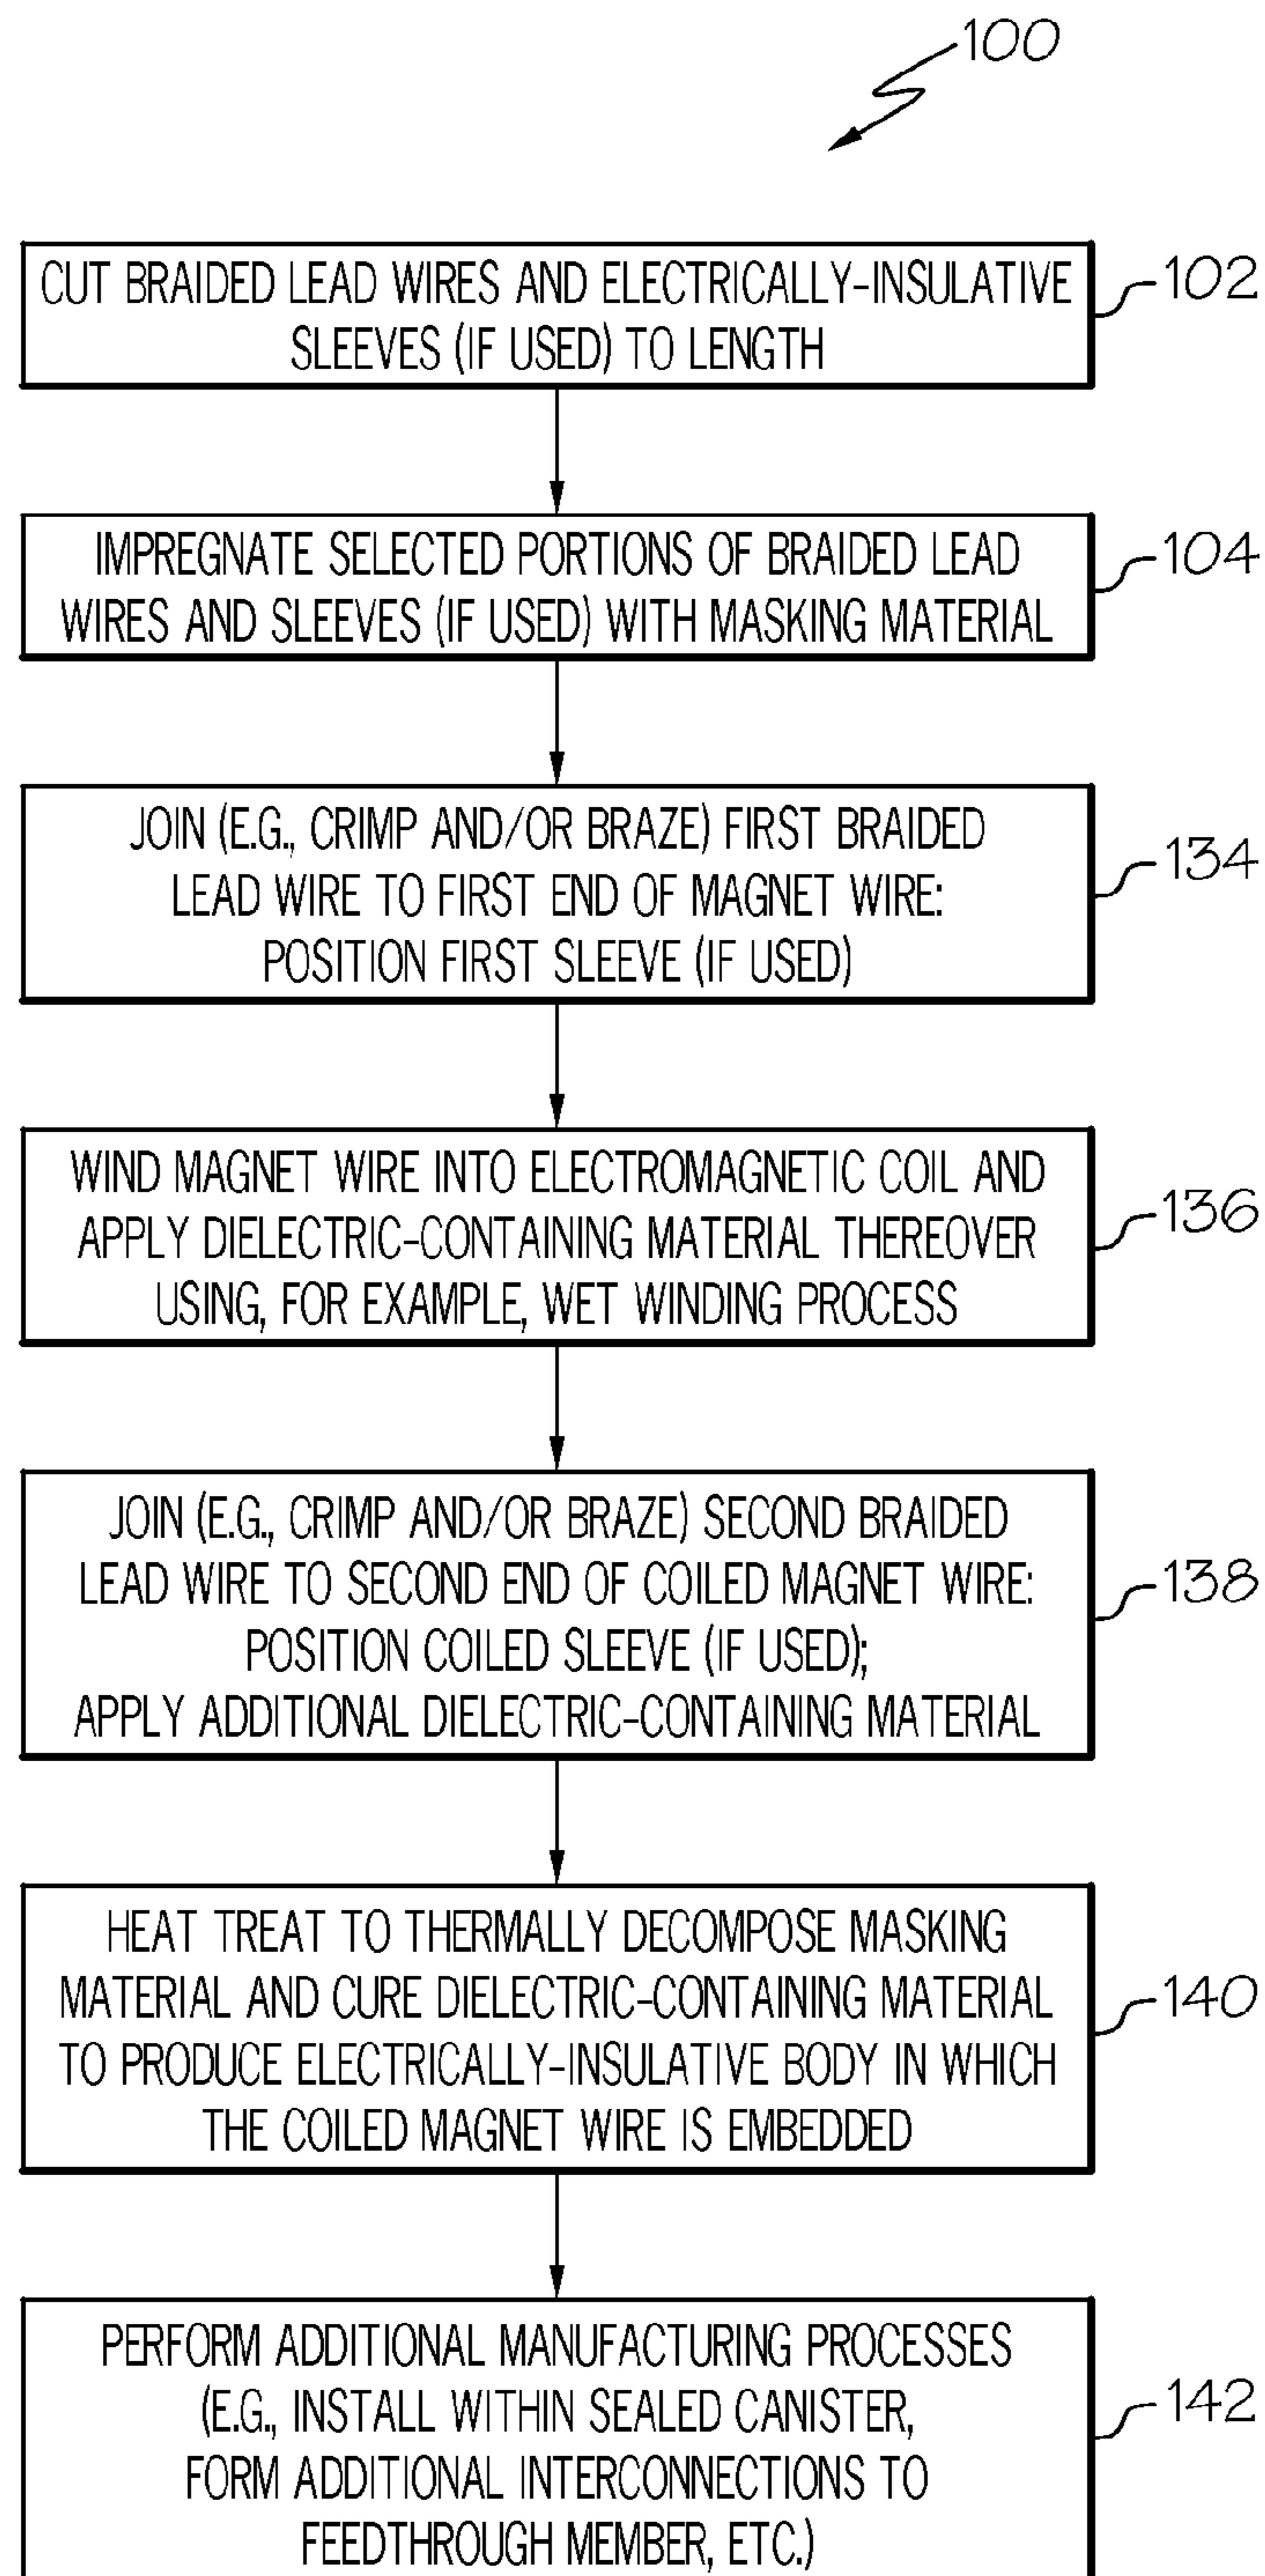 100
CUT BRAIDED LEAD WIRES AND ELECTRICALLY-INSULATIVE
SLEEVES (IF USED) TO LENGTH
102
IMPREGNATE SELECTED PORTIONS OF BRAIDED LEAD
WIRES AND SLEEVES (IF USED) WITH MASKING MATERIAL
104
JOIN (E.G., CRIMP AND/OR BRAZE) FIRST BRAIDED
LEAD WIRE TO FIRST END OF MAGNET WIRE:
POSITION FIRST SLEEVE (IF USED)
134
WIND MAGNET WIRE INTO ELECTROMAGNETIC COIL AND
APPLY DIELECTRIC-CONTAINING MATERIAL THEREOVER
USING, FOR EXAMPLE, WET WINDING PROCESS
136
JOIN (E.G., CRIMP AND/OR BRAZE) SECOND BRAIDED
LEAD WIRE TO SECOND END OF COILED MAGNET WIRE:
POSITION COILED SLEEVE (IF USED);
APPLY ADDITIONAL DIELECTRIC-CONTAINING MATERIAL
138
HEAT TREAT TO THERMALLY DECOMPOSE MASKING
MATERIAL AND CURE DIELECTRIC-CONTAINING MATERIAL
TO PRODUCE ELECTRICALLY-INSULATIVE BODY IN WHICH
THE COILED MAGNET WIRE IS EMBEDDED
140
PERFORM ADDITIONAL MANUFACTURING PROCESSES
(E.G., INSTALL WITHIN SEALED CANISTER,
FORM ADDITIONAL INTERCONNECTIONS TO
FEEDTHROUGH MEMBER, ETC.)
142